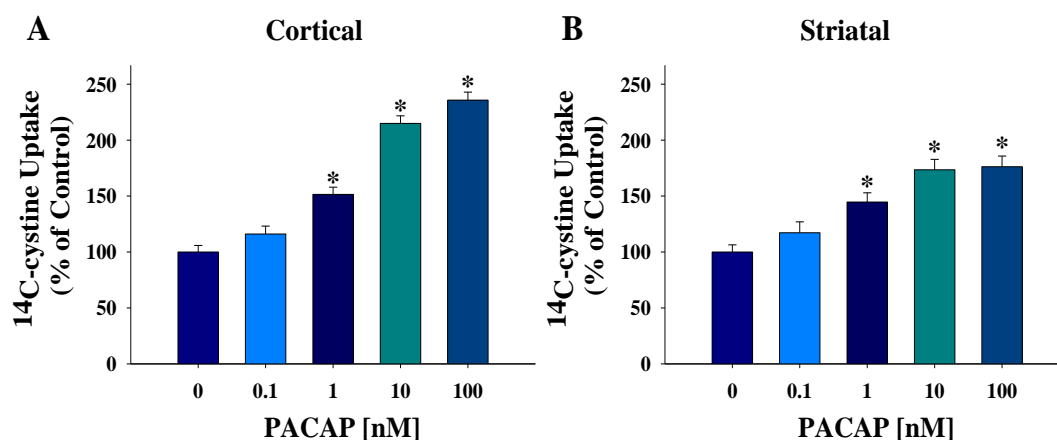 A
Cortical
¹⁴C-cystine Uptake
(% of Control)
250
200
150
100
50
0
*
*
*
0 0.1 1 10 100
PACAP [nM]
B
Striatal
¹⁴C-cystine Uptake
(% of Control)
250
200
150
100
50
0
*
*
*
0 0.1 1 10 100
PACAP [nM]